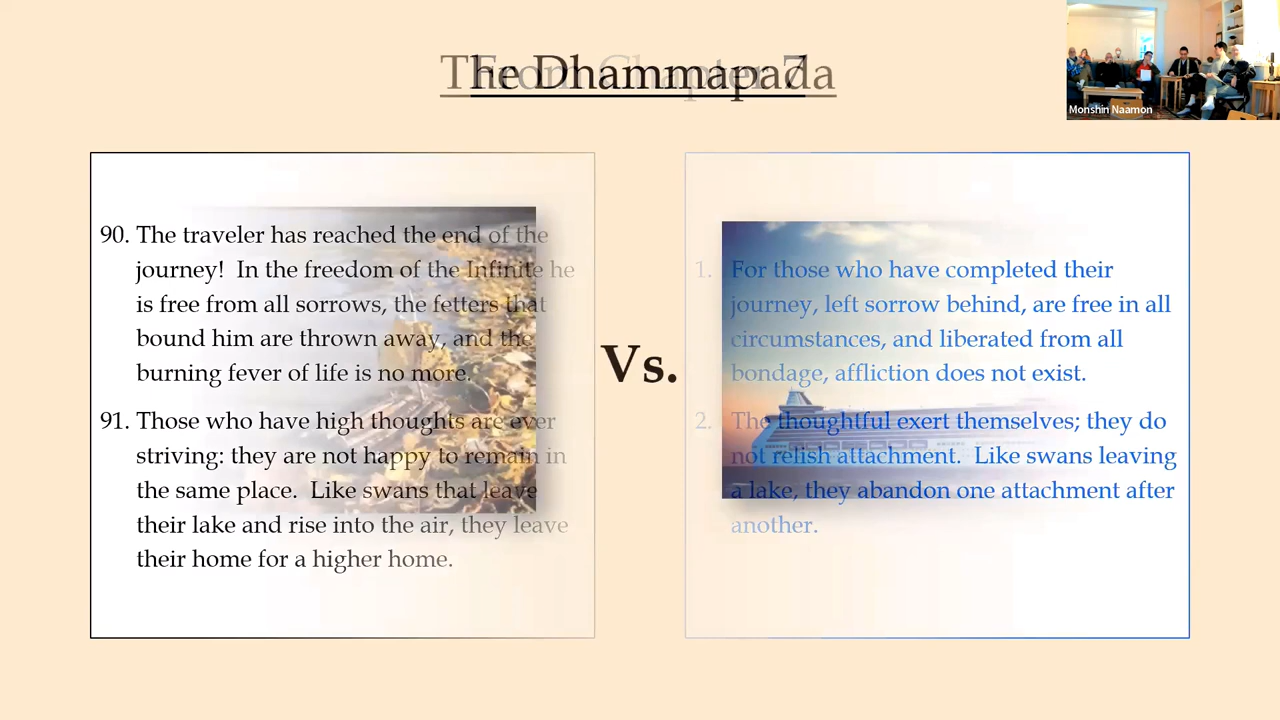 The Dhammapada
From Chapter 7
Monshin Naamon
90. The traveler has reached the end of the
journey!  In the freedom of the Infinite he
is free from all sorrows, the fetters that
bound him are thrown away, and the
burning fever of life is no more.
91. Those who have high thoughts are ever
striving: they are not happy to remain in
the same place.  Like swans that leave
their lake and rise into the air, they leave
their home for a higher home.
Vs.
1. For those who have completed their
journey, left sorrow behind, are free in all
circumstances, and liberated from all
bondage, affliction does not exist.
2. The thoughtful exert themselves; they do
not relish attachment.  Like swans leaving
a lake, they abandon one attachment after
another.